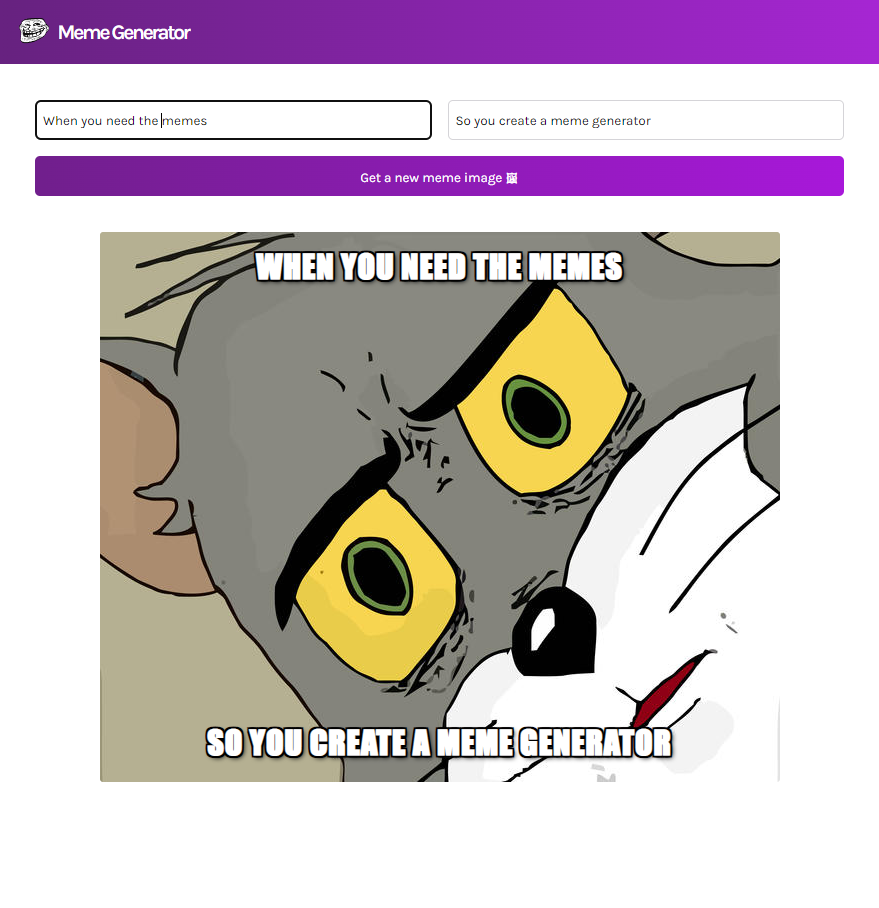 Meme Generator
When you need the memes
So you create a meme generator
Get a new meme image 🖼
WHEN YOU NEED THE MEMES
SO YOU CREATE A MEME GENERATOR